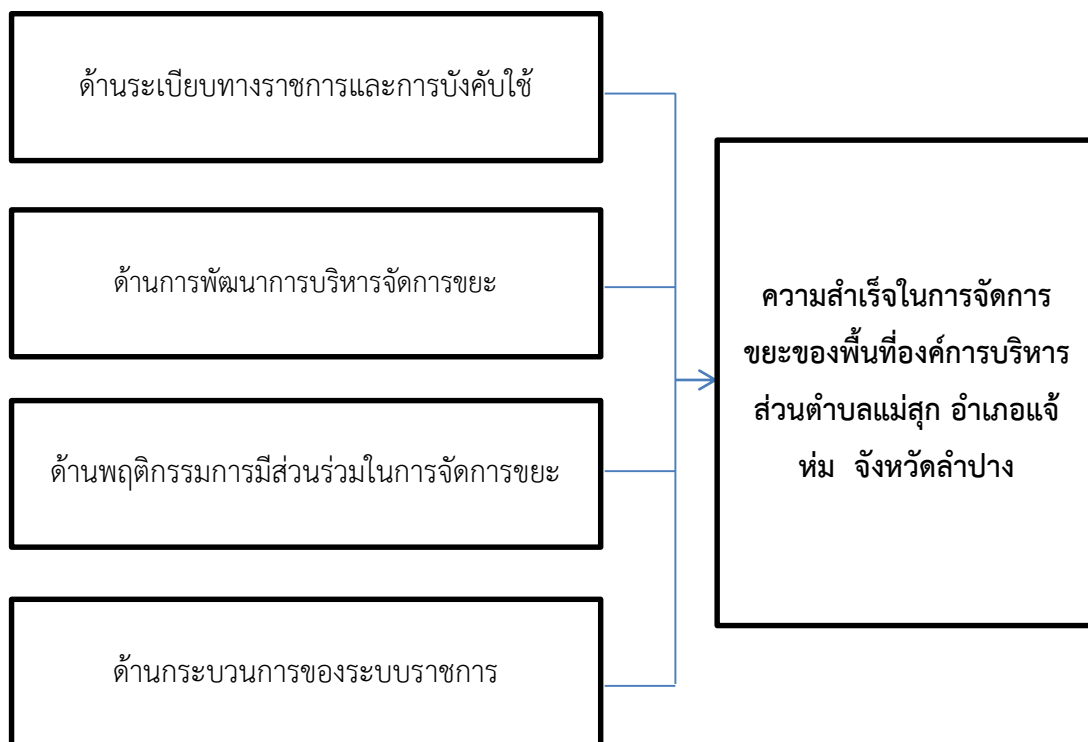 ด้านระเบียบทางราชการและการบังคับใช้
ด้านการพัฒนาการบริหารจัดการขยะ
ด้านพฤติกรรมการมีส่วนร่วมในการจัดการขยะ
ด้านกระบวนการของระบบราชการ
ความสำเร็จในการจัดการ
ขยะของพื้นที่องค์การบริหาร
ส่วนตำบลแม่สุก อำเภอแจ้
ห่ม จังหวัดลำปาง